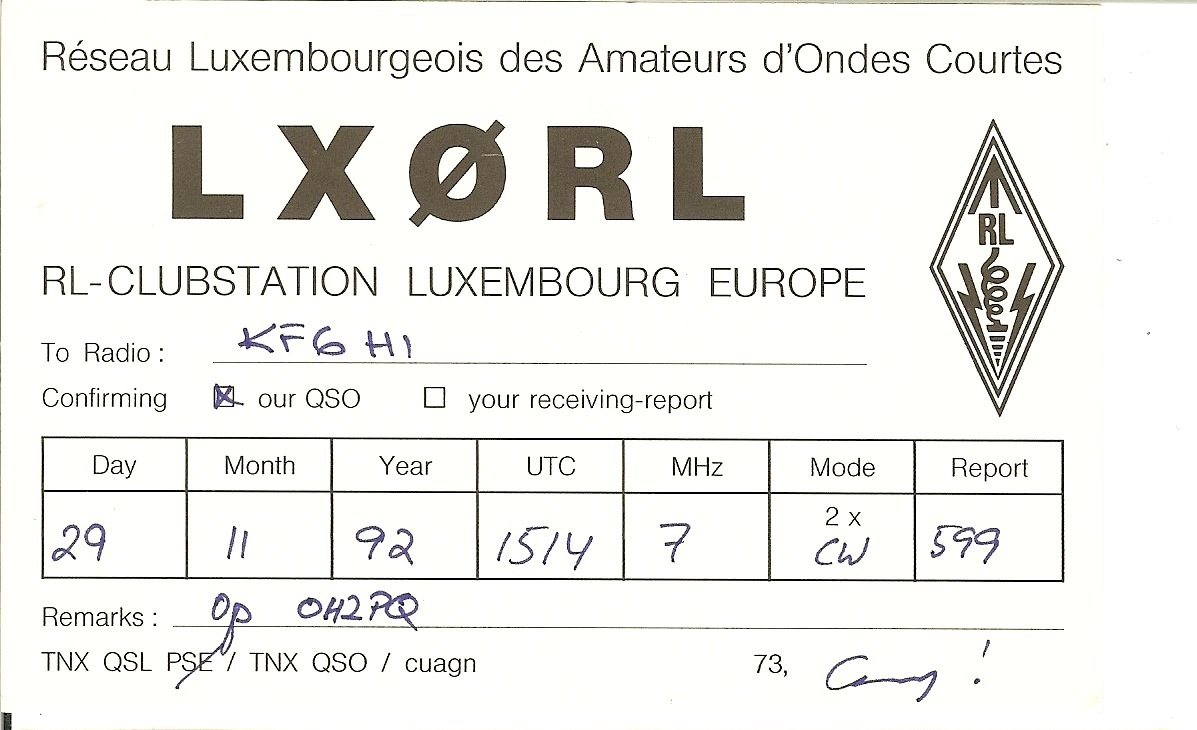 Réseau Luxembourgeois des Amateurs d'Ondes Courtes
LXØRL
RL
RL-CLUBSTATION LUXEMBOURG EUROPE
To Radio : KF6HI
Confirming ☒ our QSO ☐ your receiving-report
Day Month Year UTC MHz Mode Report
29 11 92 1514 7 2 x CW 599
Remarks : Op OH2PQ
TNX QSL PSE / TNX QSO / cuagn 73, !